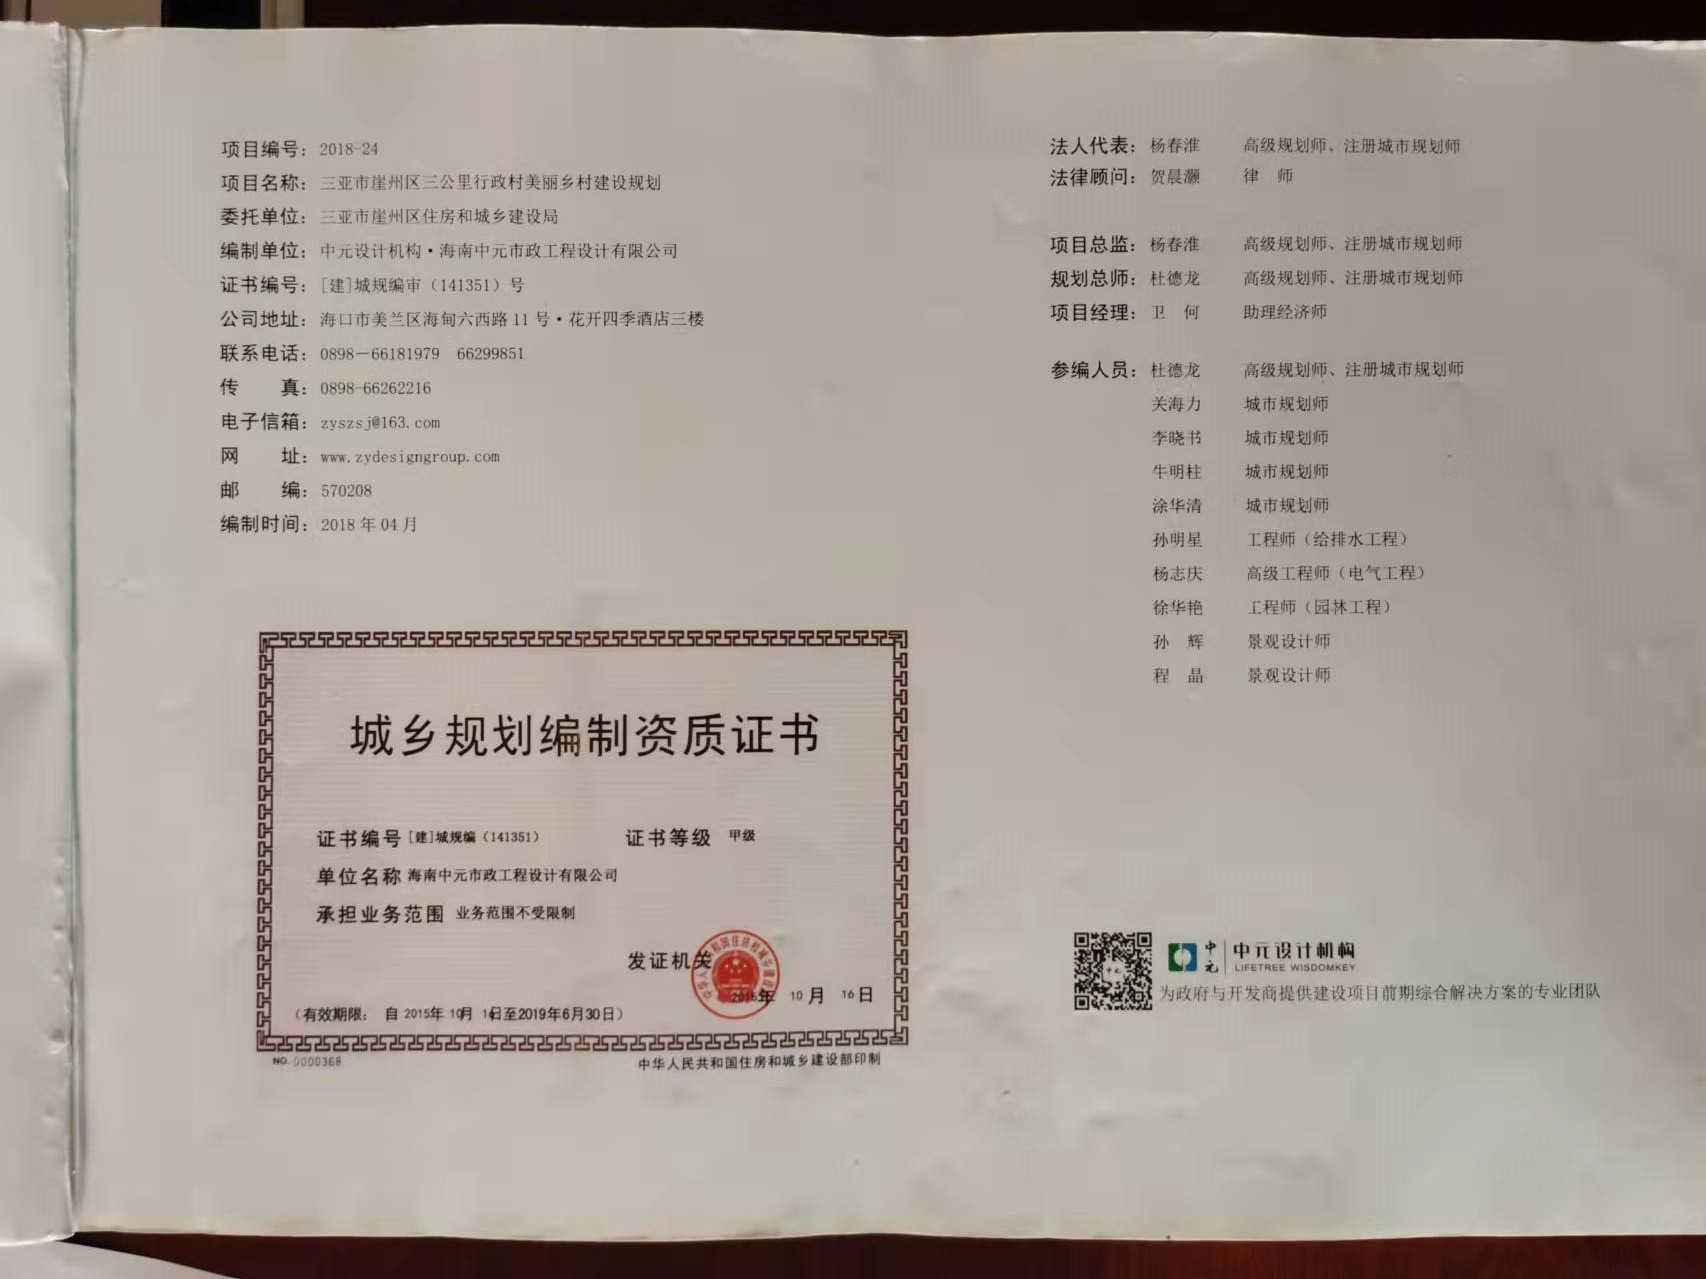 项目编号：2018-24
项目名称：三亚市崖州区三公里行政村美丽乡村建设规划
委托单位：三亚市崖州区住房和城乡建设局
编制单位：中元设计机构·海南中元市政工程设计有限公司
证书编号：[建]城规编审（141351）号
公司地址：海口市美兰区海甸六西路11号·花开四季酒店三楼
联系电话：0898－66181979 66299851
传　　真：0898-66262216
电子信箱：zyszsj@163.com
网　　址：www.zydesigngroup.com
邮　　编：570208
编制时间：2018年04月
城乡规划编制资质证书
证书编号 [建]城规编（141351） 证书等级 甲级
单位名称 海南中元市政工程设计有限公司
承担业务范围 业务范围不受限制
发证机关
2015年 10月 16日
（有效期限： 自 2015年 10月 16日至2019年6月30日）
NO. 0000368 中华人民共和国住房和城乡建设部印制
法人代表：杨春淮 高级规划师、注册城市规划师
法律顾问：贺晨灏 律　师
项目总监：杨春淮 高级规划师、注册城市规划师
规划总师：杜德龙 高级规划师、注册城市规划师
项目经理：卫　何 助理经济师
参编人员：杜德龙 高级规划师、注册城市规划师
关海力 城市规划师
李晓书 城市规划师
牛明柱 城市规划师
涂华清 城市规划师
孙明星 工程师（给排水工程）
杨志庆 高级工程师（电气工程）
徐华艳 工程师（园林工程）
孙　辉 景观设计师
程　晶 景观设计师
中元 中元设计机构
LIFETREE WISDOMKEY
为政府与开发商提供建设项目前期综合解决方案的专业团队